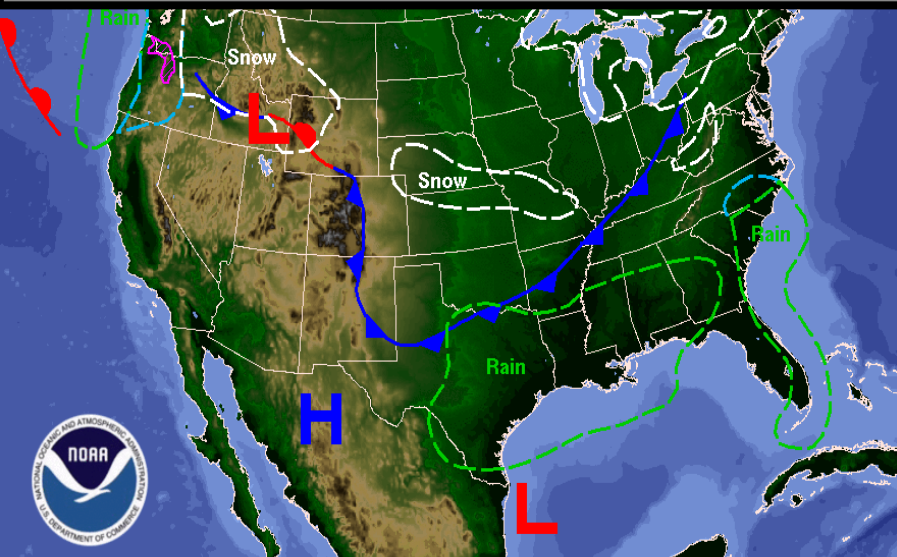 Rain
Snow
L
Snow
Rain
Rain
H
L
NATIONAL OCEANIC AND ATMOSPHERIC ADMINISTRATION
NOAA
U.S. DEPARTMENT OF COMMERCE